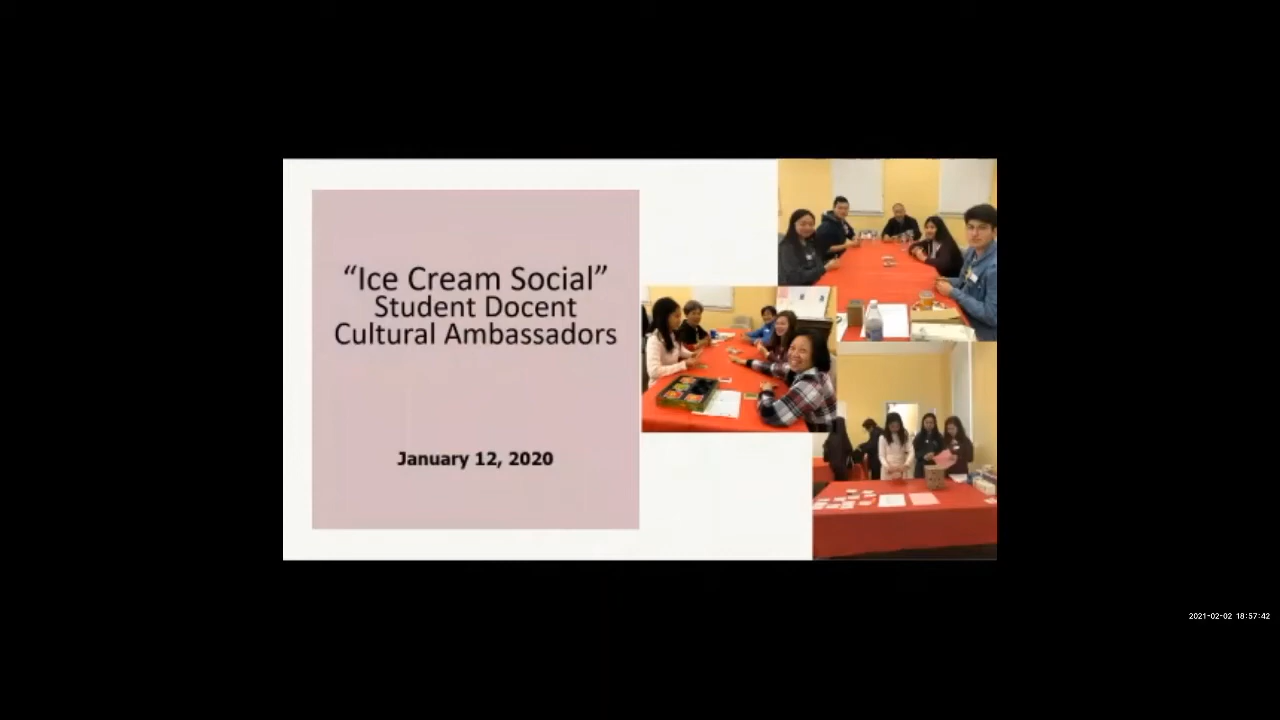 “Ice Cream Social”
Student Docent
Cultural Ambassadors
January 12, 2020
2021-02-02 18:57:42